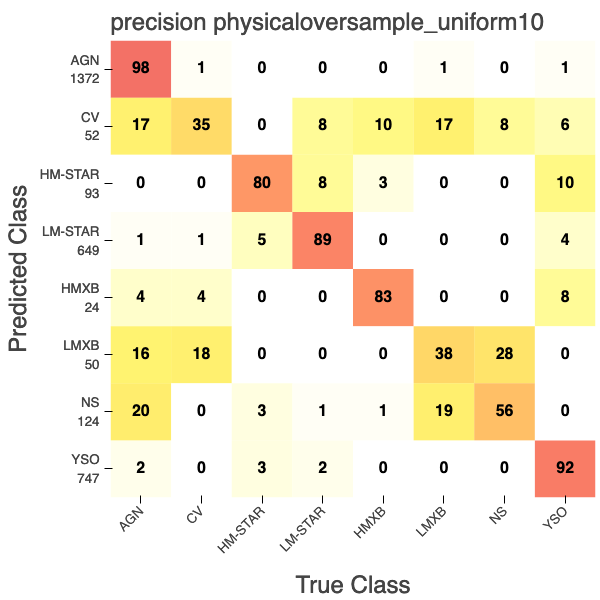 precision physicaloversample_uniform10
Predicted Class
AGN
1372
98 1 0 0 0 1 0 1
CV
52
17 35 0 8 10 17 8 6
HM-STAR
93
0 0 80 8 3 0 0 10
LM-STAR
649
1 1 5 89 0 0 0 4
HMXB
24
4 4 0 0 83 0 0 8
LMXB
50
16 18 0 0 0 38 28 0
NS
124
20 0 3 1 1 19 56 0
YSO
747
2 0 3 2 0 0 0 92
AGN CV HM-STAR LM-STAR HMXB LMXB NS YSO
True Class